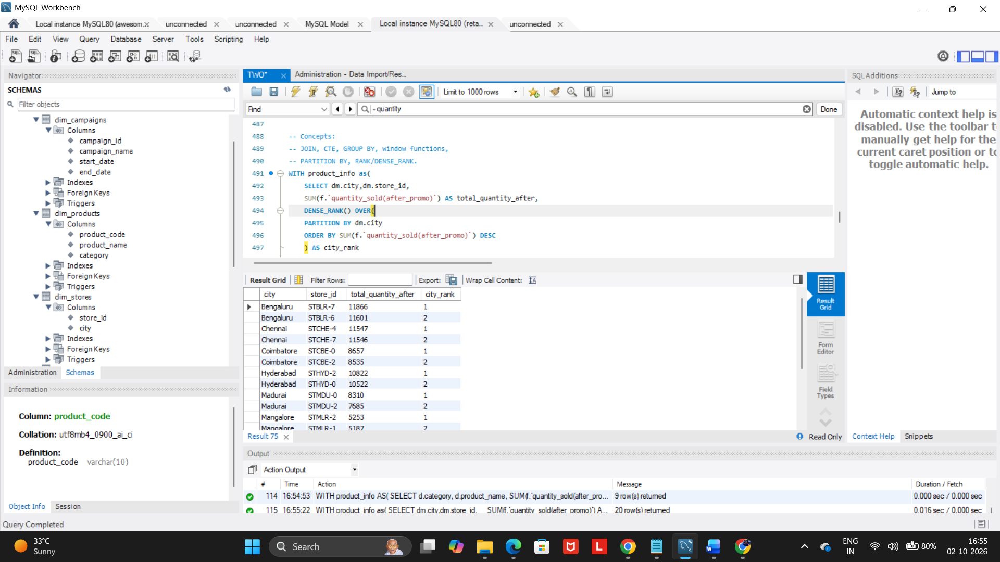 MySQL Workbench
Local instance MySQL80 (awesom... unconnected unconnected MySQL Model Local instance MySQL80 (reta... unconnected
File Edit View Query Database Server Tools Scripting Help
Navigator
SCHEMAS
Filter objects
dim_campaigns
Columns
campaign_id
campaign_name
start_date
end_date
Indexes
Foreign Keys
Triggers
dim_products
Columns
product_code
product_name
category
Indexes
Foreign Keys
Triggers
dim_stores
Columns
store_id
city
Indexes
Foreign Keys
Triggers
Administration Schemas
Information
Column: product_code
Collation: utf8mb4_0900_ai_ci
Definition:
product_code varchar(10)
Object Info Session
Query Completed
TWO* Administration - Data Import/Res...
Limit to 1000 rows
Find quantity Done
487
488 -- Concepts:
489 -- JOIN, CTE, GROUP BY, window functions,
490 -- PARTITION BY, RANK/DENSE_RANK.
491 WITH product_info as(
492 SELECT dm.city,dm.store_id,
493 SUM(f.`quantity_sold(after_promo)`) AS total_quantity_after,
494 DENSE_RANK() OVER(
495 PARTITION BY dm.city
496 ORDER BY SUM(f.`quantity_sold(after_promo)`) DESC
497 ) AS city_rank
Result Grid Filter Rows: Export: Wrap Cell Content:
city store_id total_quantity_after city_rank
Bengaluru STBLR-7 11866 1
Bengaluru STBLR-6 11601 2
Chennai STCHE-4 11547 1
Chennai STCHE-7 11546 2
Coimbatore STCBE-0 8657 1
Coimbatore STCBE-2 8535 2
Hyderabad STHYD-2 10822 1
Hyderabad STHYD-0 10522 2
Madurai STMDU-0 8310 1
Madurai STMDU-2 7685 2
Mangalore STMLR-2 5253 1
Mangalore STMLR-1 5187 2
Result Grid
Form Editor
Field Types
Result 75 Read Only
Output
Action Output
# Time Action Message Duration / Fetch
114 16:54:53 WITH product_info AS( SELECT d.category, d.product_name, SUM(f.`quantity_sold(after_pro... 9 row(s) returned 0.000 sec / 0.000 sec
115 16:55:22 WITH product_info as( SELECT dm.city,dm.store_id, SUM(f.`quantity_sold(after_promo)`) A... 20 row(s) returned 0.016 sec / 0.000 sec
SQLAdditions
Jump to
Automatic context help is
disabled. Use the toolbar t
manually get help for the
current caret position or to
toggle automatic help.
Context Help Snippets
33°C
Sunny
Search
ENG
IN
80%
16:55
02-10-2026